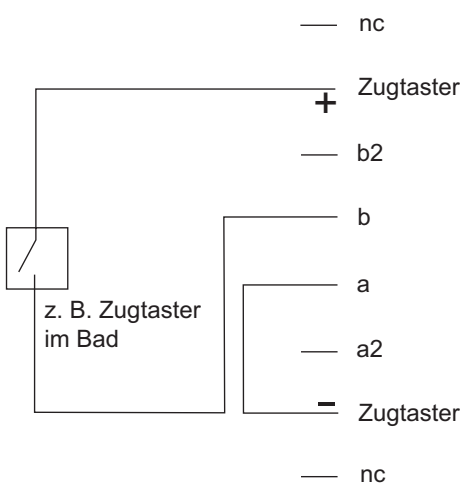 nc
Zugtaster
+
b2
b
a
z. B. Zugtaster
im Bad
a2
–
Zugtaster
nc